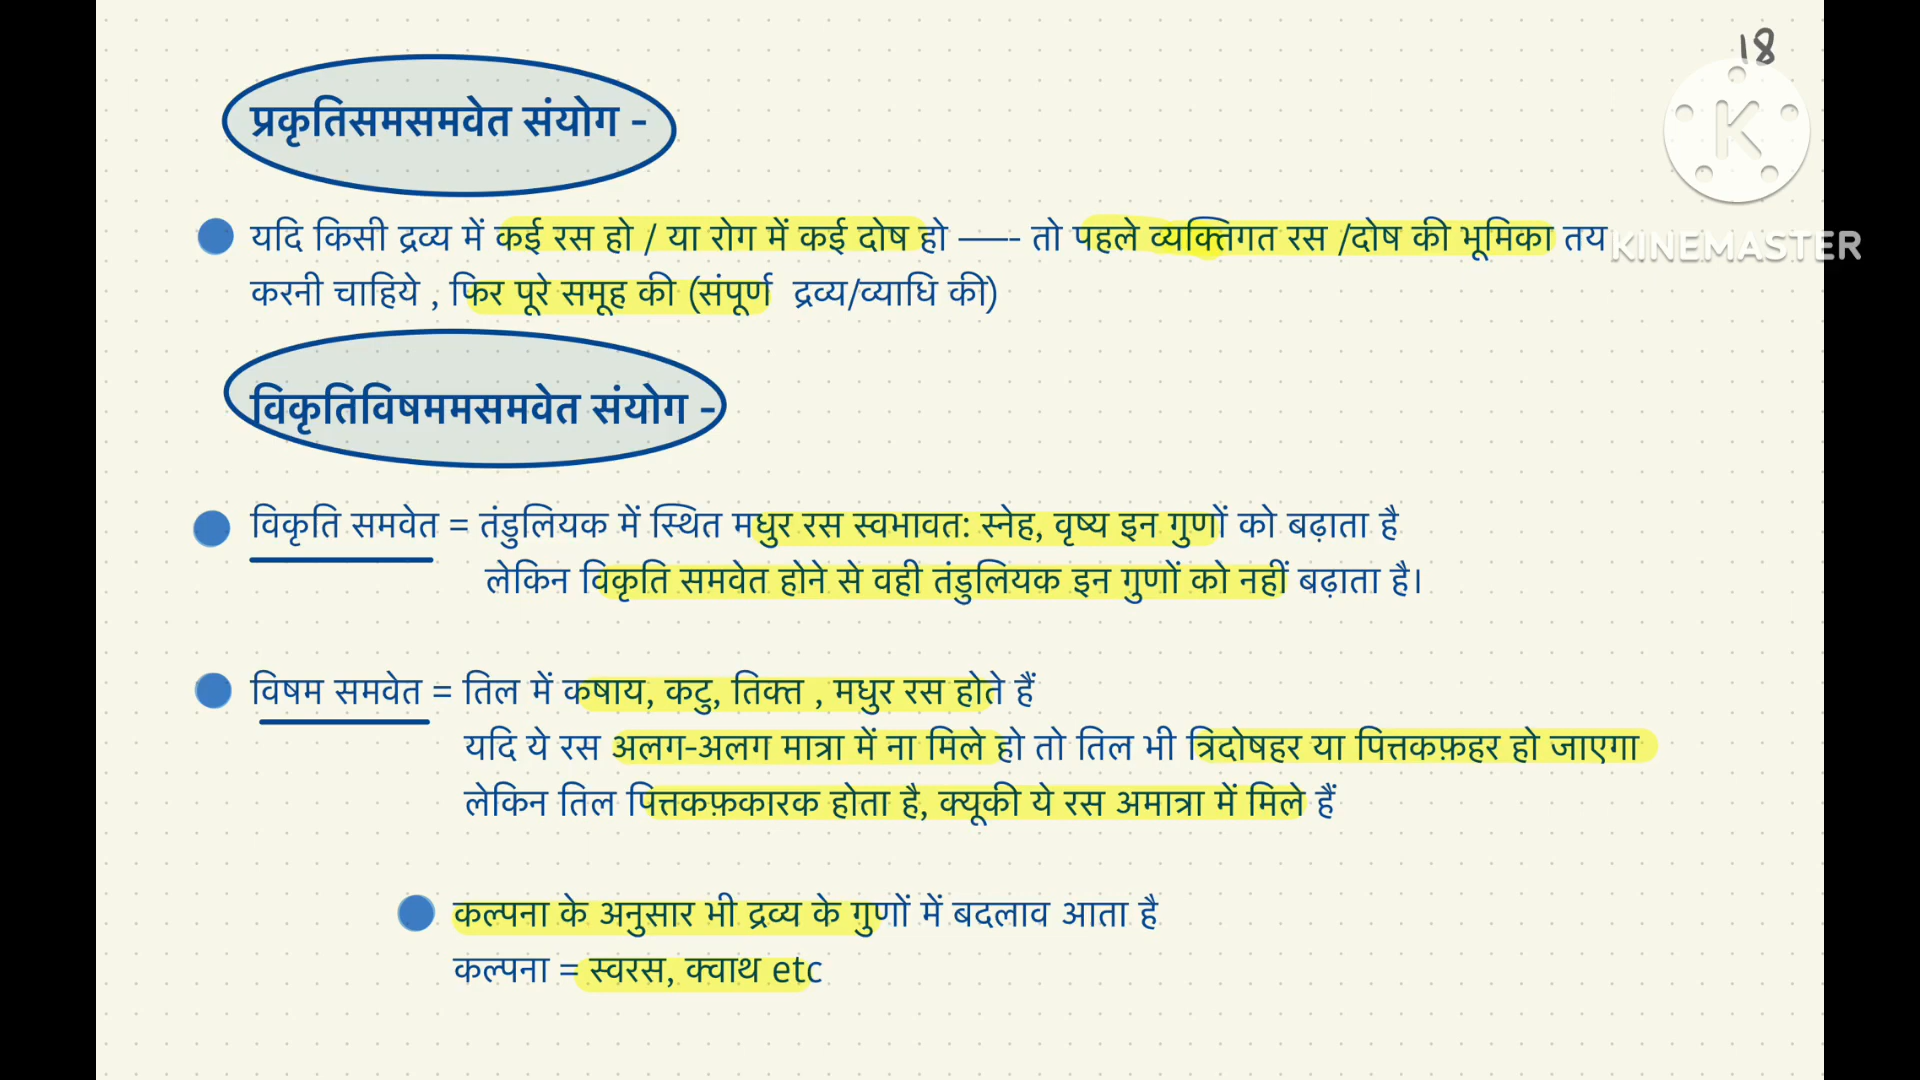 18
प्रकृतिसमसमवेत संयोग -
यदि किसी द्रव्य में कई रस हो / या रोग में कई दोष हो ----- तो पहले व्यक्तिगत रस /दोष की भूमिका तय
KINEMASTER
करनी चाहिये , फिर पूरे समूह की (संपूर्ण द्रव्य/व्याधि की)
विकृतिविषममसमवेत संयोग -
विकृति समवेत = तंडुलियक में स्थित मधुर रस स्वभावत: स्नेह, वृष्य इन गुणों को बढ़ाता है
लेकिन विकृति समवेत होने से वही तंडुलियक इन गुणों को नहीं बढ़ाता है।
विषम समवेत = तिल में कषाय, कटु, तिक्त , मधुर रस होते हैं
यदि ये रस अलग-अलग मात्रा में ना मिले हो तो तिल भी त्रिदोषहर या पित्तकफ़हर हो जाएगा
लेकिन तिल पित्तकफ़कारक होता है, क्यूकी ये रस अमात्रा में मिले हैं
कल्पना के अनुसार भी द्रव्य के गुणों में बदलाव आता है
कल्पना = स्वरस, क्वाथ etc